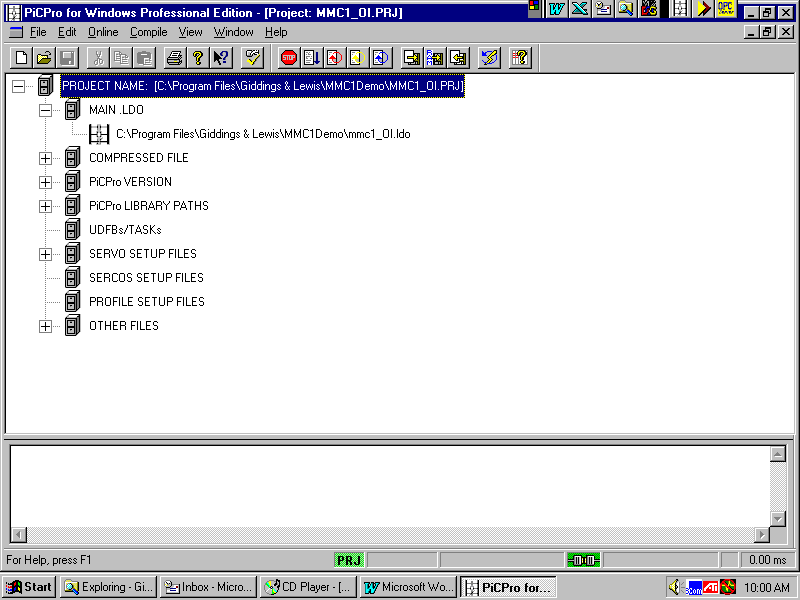 PiCPro for Windows Professional Edition - [Project: MMC1_OI.PRJ]
File Edit Online Compile View Window Help
STOP
PROJECT NAME: [C:\Program Files\Giddings & Lewis\MMC1Demo\MMC1_OI.PRJ]
MAIN .LDO
C:\Program Files\Giddings & Lewis\MMC1Demo\mmc1_OI.ldo
COMPRESSED FILE
PiCPro VERSION
PiCPro LIBRARY PATHS
UDFBs/TASKs
SERVO SETUP FILES
SERCOS SETUP FILES
PROFILE SETUP FILES
OTHER FILES
For Help, press F1
PRJ
0.00 ms
Start
Exploring - Gi...
Inbox - Micro...
CD Player - [...
Microsoft Wo...
PiCPro for...
10:00 AM